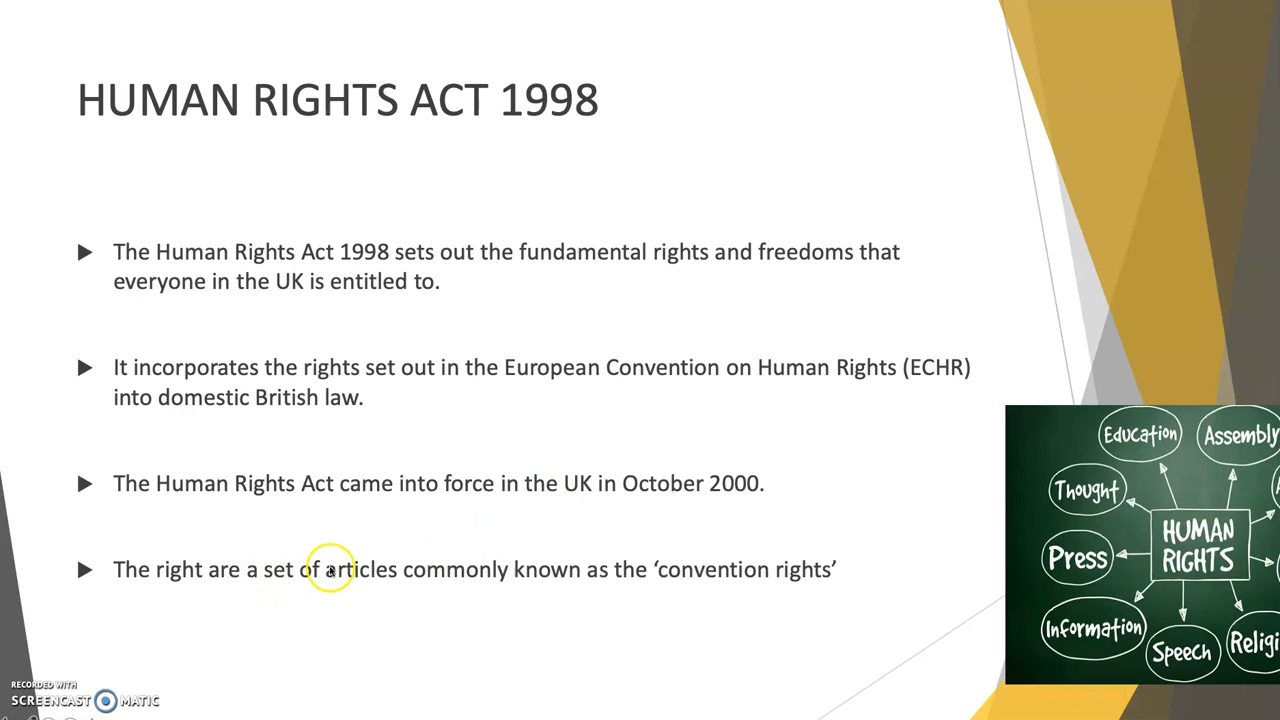 HUMAN RIGHTS ACT 1998
The Human Rights Act 1998 sets out the fundamental rights and freedoms that
everyone in the UK is entitled to.
It incorporates the rights set out in the European Convention on Human Rights (ECHR)
into domestic British law.
The Human Rights Act came into force in the UK in October 2000.
The right are a set of articles commonly known as the ‘convention rights’
Education
Assembly
Thought
HUMAN
RIGHTS
Press
Information
Speech
Religi
RECORDED WITH
SCREENCAST MATIC